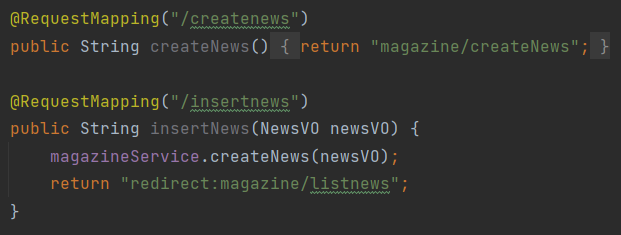 @RequestMapping("/createnews")
public String createNews() { return "magazine/createNews"; }
@RequestMapping("/insertnews")
public String insertNews(NewsVO newsVO) {
magazineService.createNews(newsVO);
return "redirect:magazine/listnews";
}